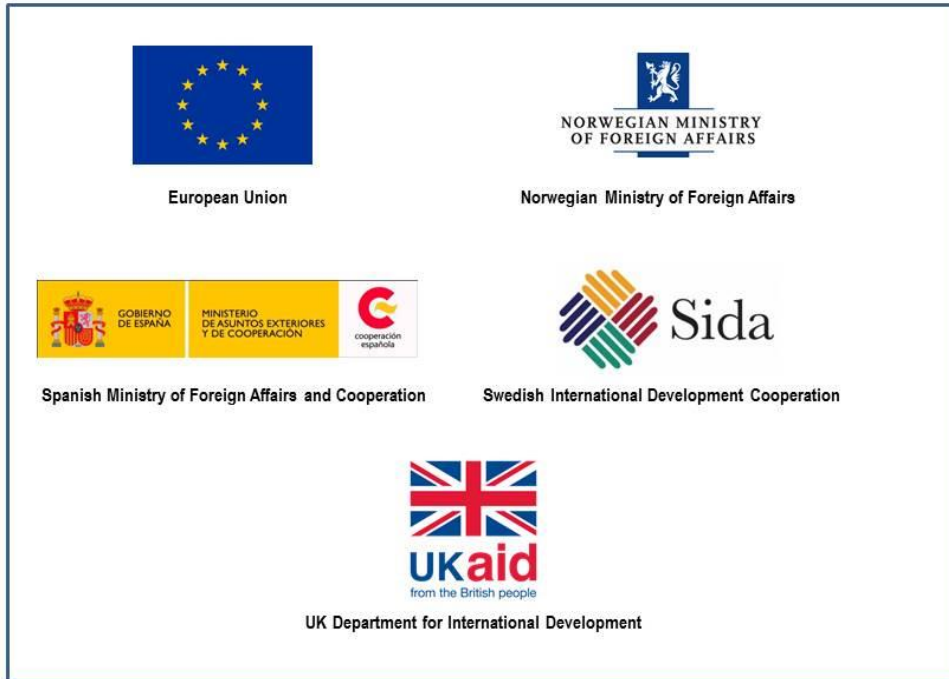 NORWEGIAN MINISTRY
OF FOREIGN AFFAIRS
European Union
Norwegian Ministry of Foreign Affairs
GOBIERNO
DE ESPAÑA
MINISTERIO
DE ASUNTOS EXTERIORES
Y DE COOPERACIÓN
cooperación
española
Sida
Spanish Ministry of Foreign Affairs and Cooperation
Swedish International Development Cooperation
UKaid
from the British people
UK Department for International Development